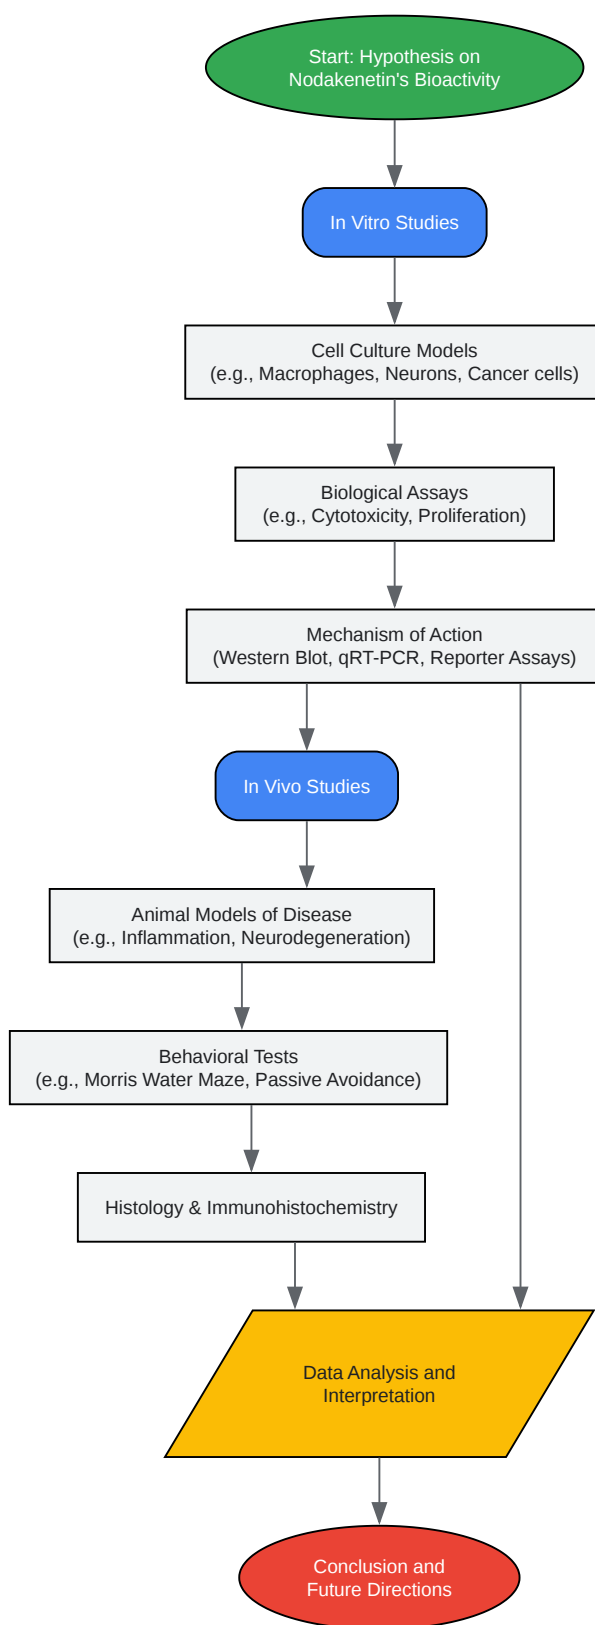 Start: Hypothesis on
Nodakenetin's Bioactivity
In Vitro Studies
Cell Culture Models
(e.g., Macrophages, Neurons, Cancer cells)
Biological Assays
(e.g., Cytotoxicity, Proliferation)
Mechanism of Action
(Western Blot, qRT-PCR, Reporter Assays)
In Vivo Studies
Animal Models of Disease
(e.g., Inflammation, Neurodegeneration)
Behavioral Tests
(e.g., Morris Water Maze, Passive Avoidance)
Histology & Immunohistochemistry
Data Analysis and
Interpretation
Conclusion and
Future Directions